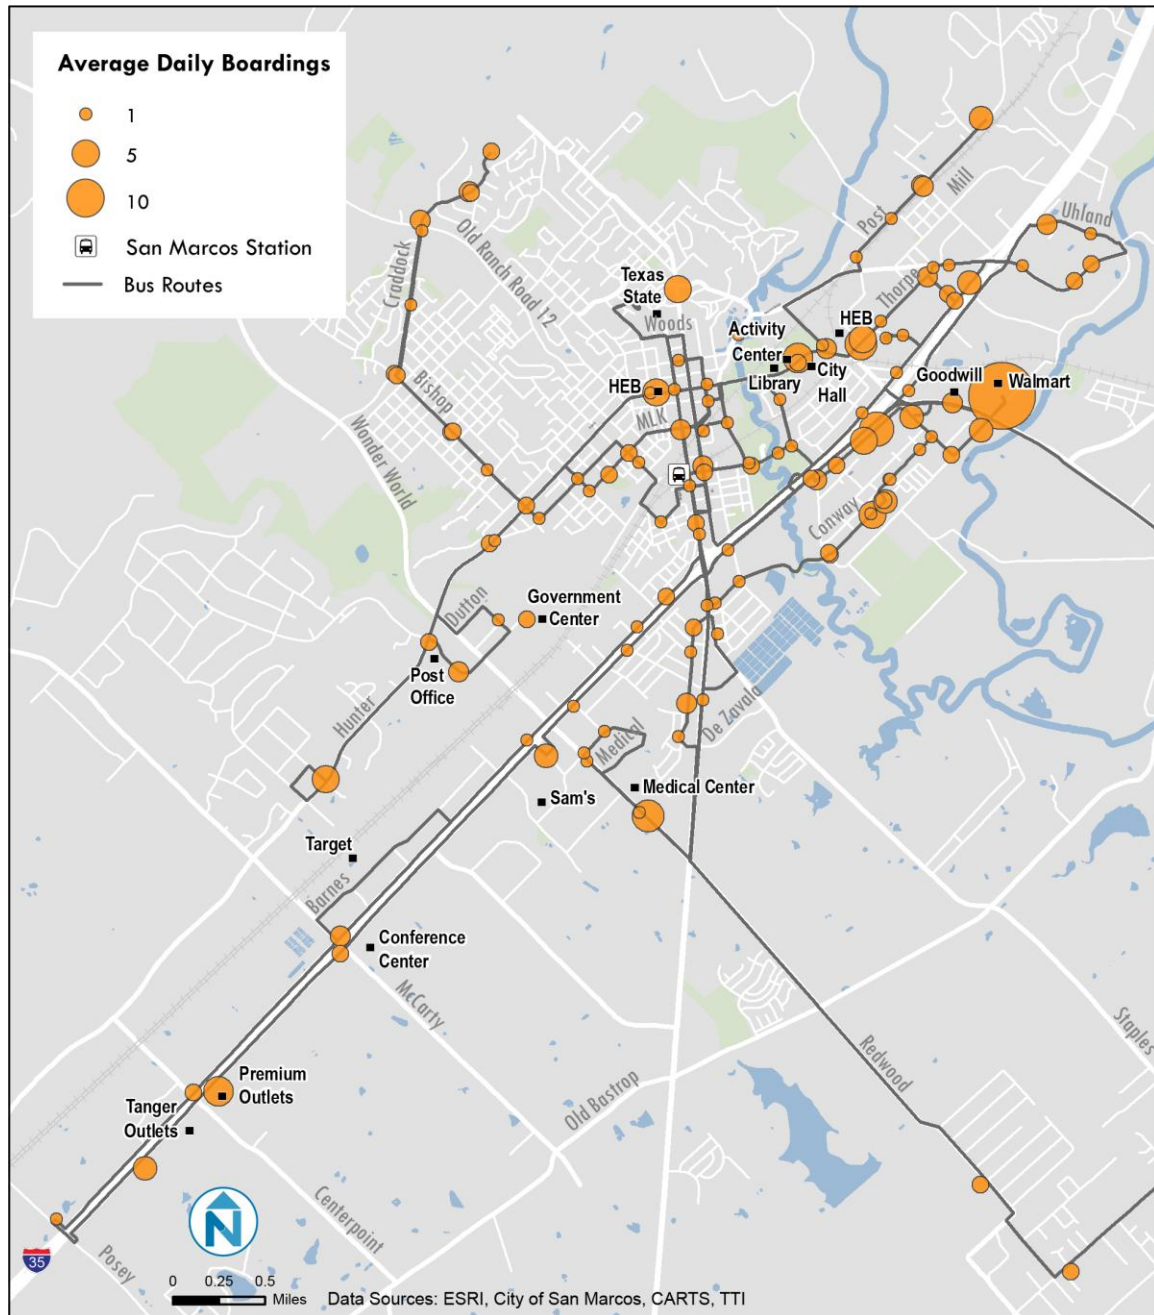 Average Daily Boardings
1
5
10
San Marcos Station
Bus Routes
Mill
Post
Uhland
Craddock
Old Ranch Road 12
Texas
State
Woods
Thorpe
Activity
Center
HEB
Library
City
Hall
Goodwill
Walmart
HEB
MLK
Bishop
Wonder World
Conway
Dutton
Government
Center
Post
Office
Hunter
De Zavala
Medical
Medical Center
Sam's
Target
Barnes
Conference
Center
McCarty
Staples
Redwood
Premium
Outlets
Tanger
Outlets
Old Bastrop
Centerpoint
Posey
N
35
0 0.25 0.5
Miles
Data Sources: ESRI, City of San Marcos, CARTS, TTI